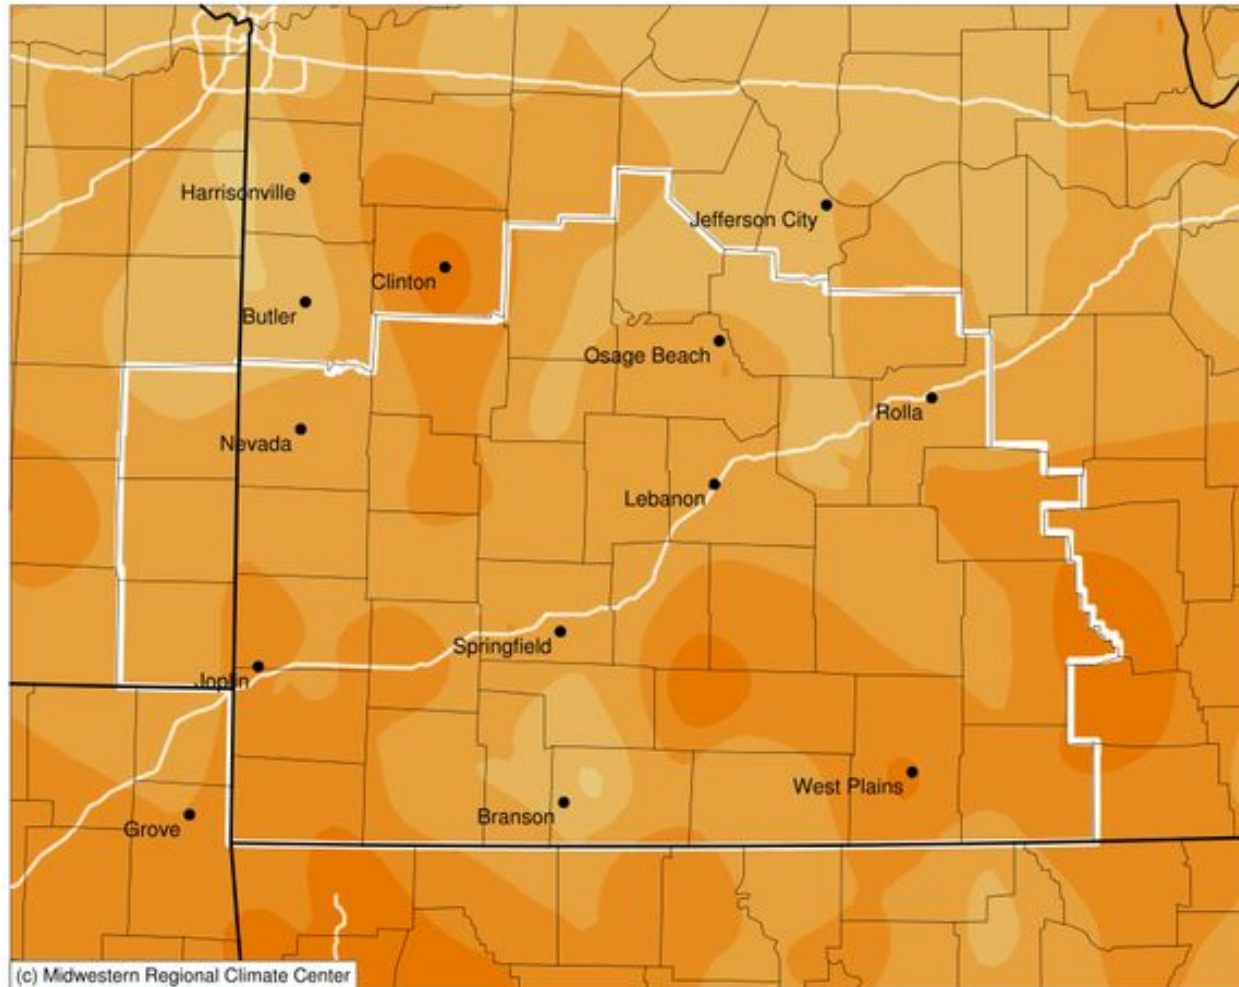 Harrisonville
Jefferson City
Clinton
Butler
Osage Beach
Rolla
Nevada
Lebanon
Springfield
Joplin
West Plains
Branson
Grove
(c) Midwestern Regional Climate Center